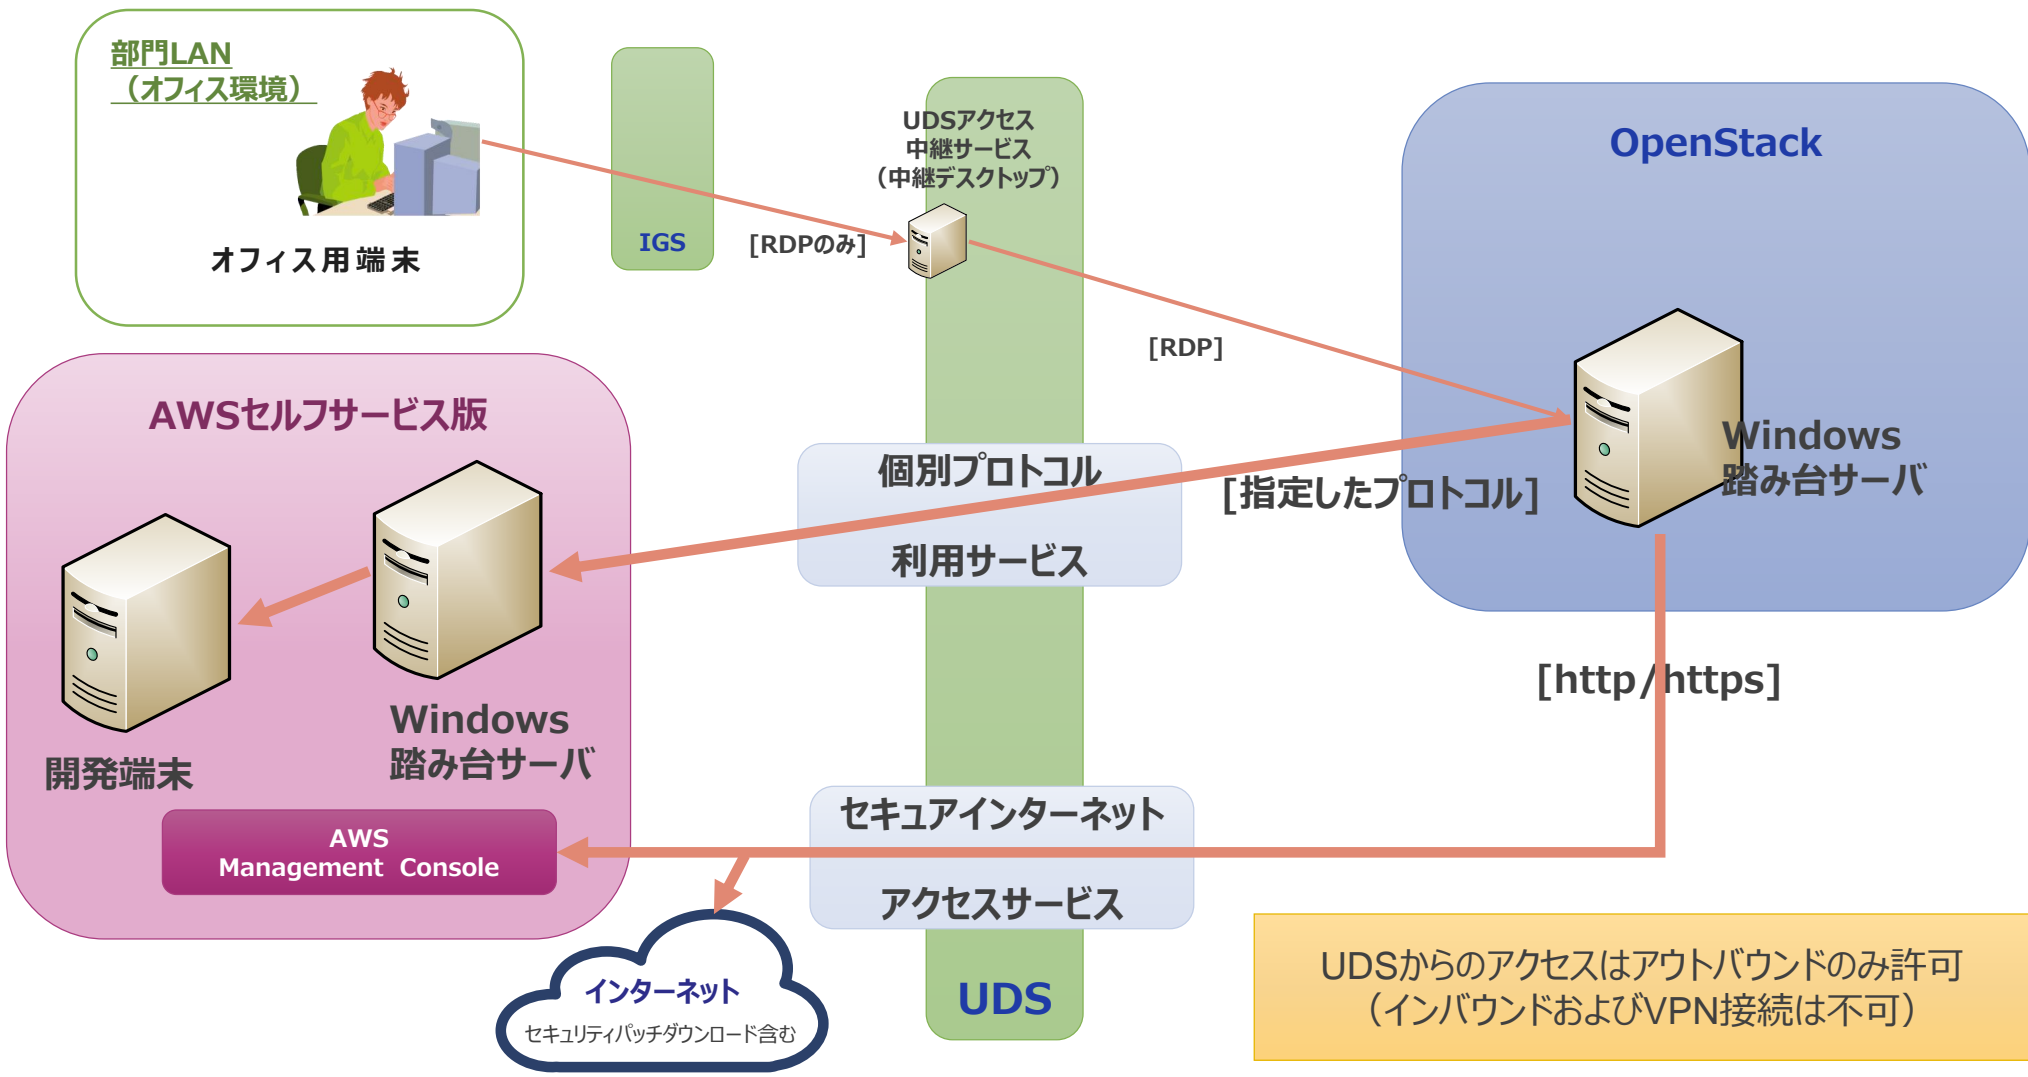 部門LAN
（オフィス環境）
オフィス用端末
IGS
[RDPのみ]
UDSアクセス
中継サービス
（中継デスクトップ）
OpenStack
[RDP]
Windows
踏み台サーバ
AWSセルフサービス版
個別プロトコル
利用サービス
[指定したプロトコル]
Windows
踏み台サーバ
開発端末
[http/https]
AWS
Management Console
セキュアインターネット
アクセスサービス
インターネット
セキュリティパッチダウンロード含む
UDS
UDSからのアクセスはアウトバウンドのみ許可
（インバウンドおよびVPN接続は不可）